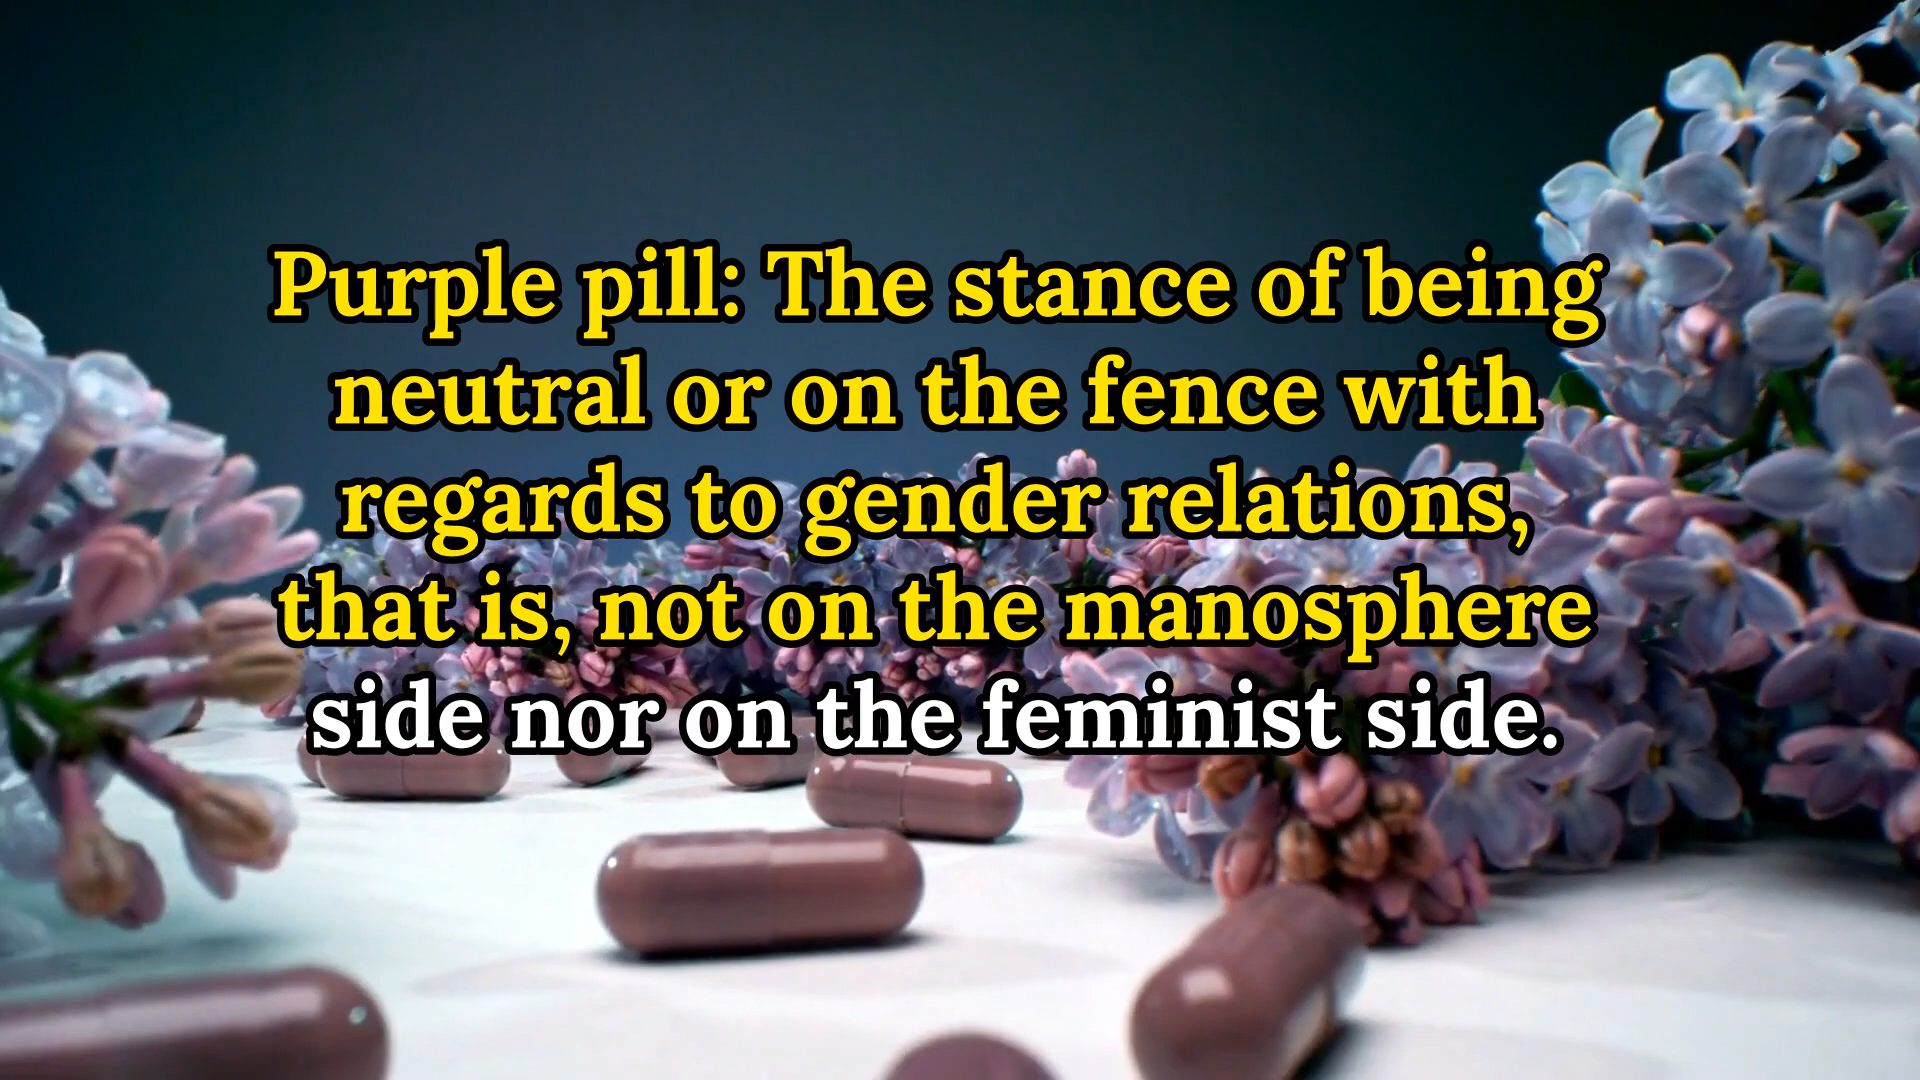 Purple pill: The stance of being
neutral or on the fence with
regards to gender relations,
that is, not on the manosphere
side nor on the feminist side.